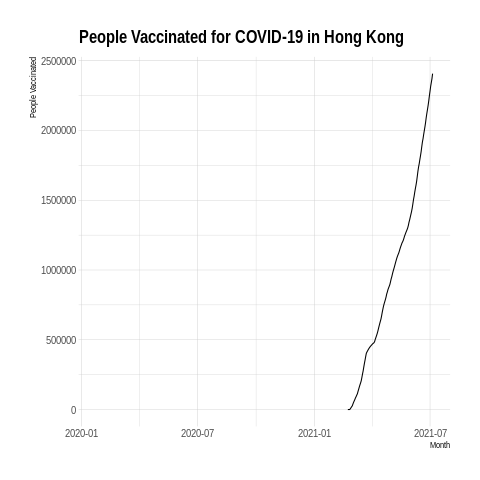 People Vaccinated for COVID-19 in Hong Kong
People Vaccinated
2500000
2000000
1500000
1000000
500000
0
2020-01 2020-07 2021-01 2021-07
Month